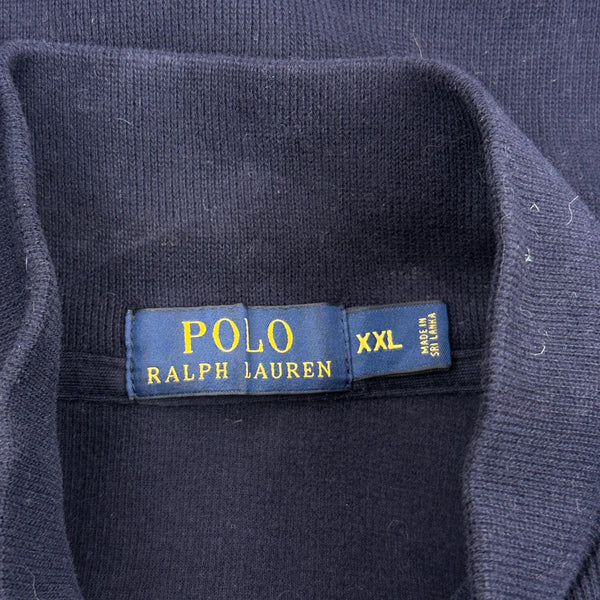 POLO
RALPH LAUREN
XXL
MADE IN
SRI LANKA